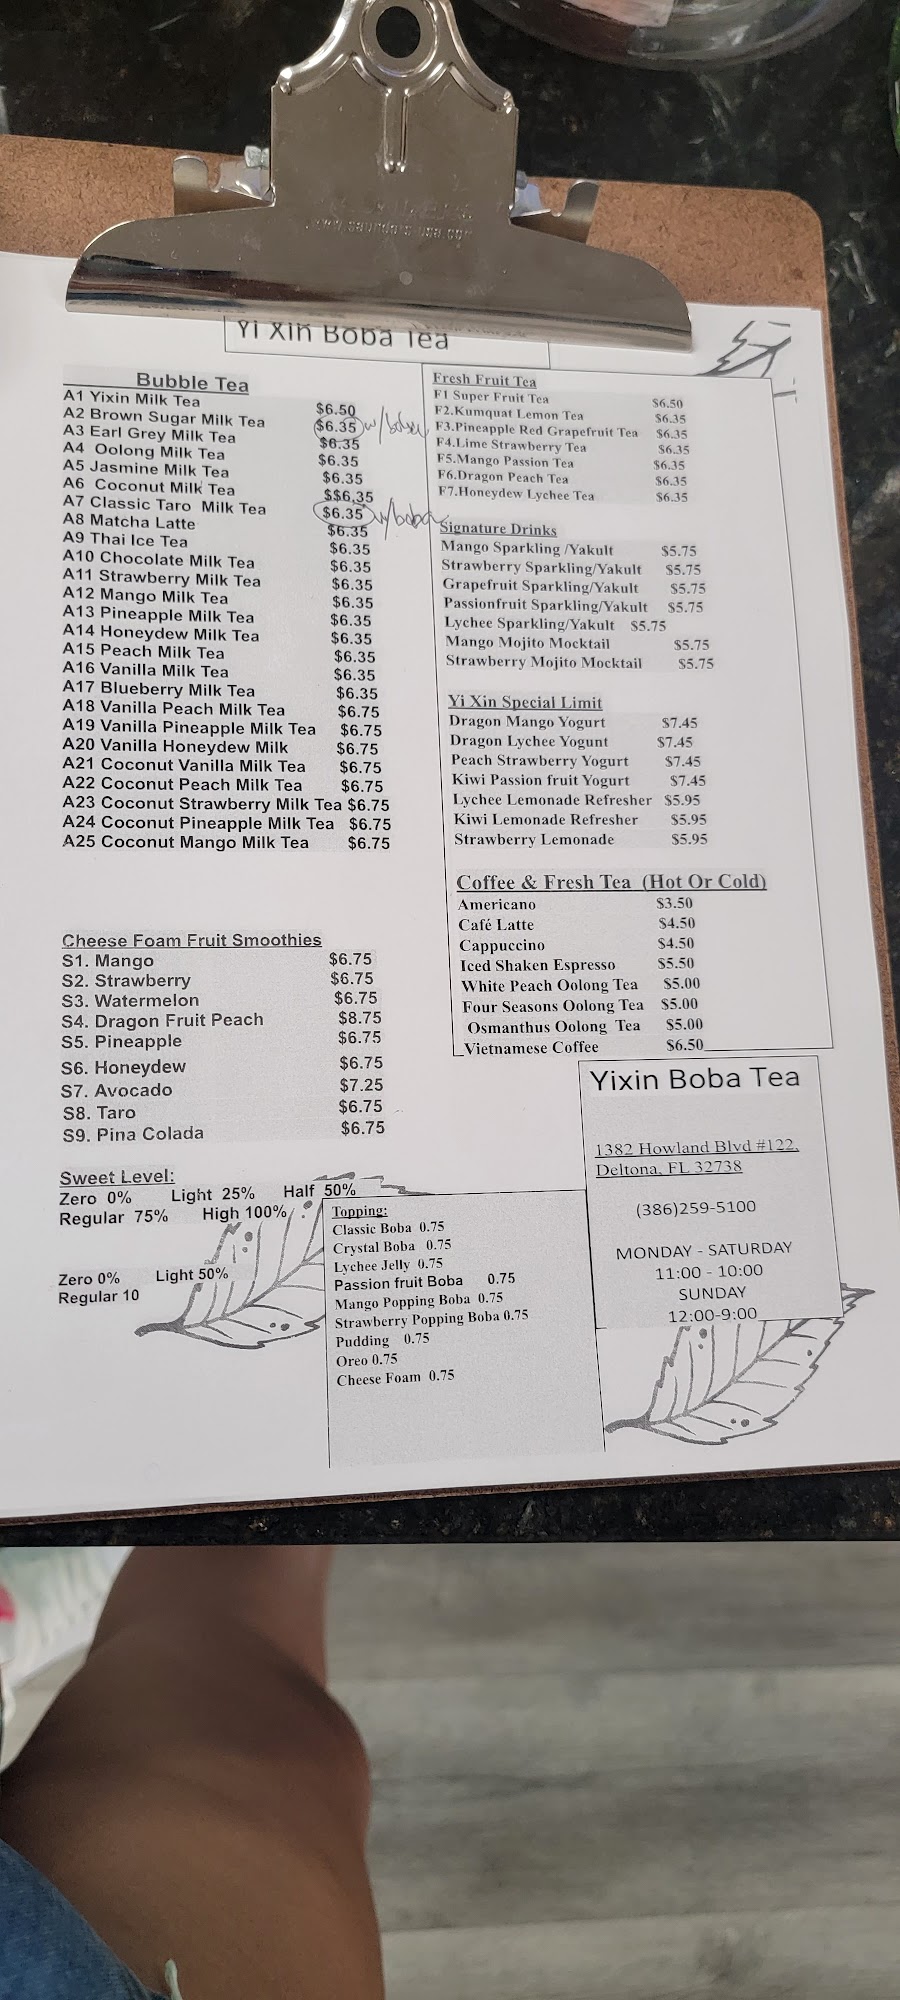 Yi Xin Boba Tea
Bubble Tea
A1 Yixin Milk Tea $6.50
A2 Brown Sugar Milk Tea $6.35 w/
A3 Earl Grey Milk Tea $6.35
A4 Oolong Milk Tea $6.35
A5 Jasmine Milk Tea $6.35
A6 Coconut Milk Tea $$6,35
A7 Classic Taro Milk Tea $6.35 w/boba
A8 Matcha Latte $6.35
A9 Thai Ice Tea $6.35
A10 Chocolate Milk Tea $6.35
A11 Strawberry Milk Tea $6.35
A12 Mango Milk Tea $6.35
A13 Pineapple Milk Tea $6.35
A14 Honeydew Milk Tea $6.35
A15 Peach Milk Tea $6.35
A16 Vanilla Milk Tea $6.35
A17 Blueberry Milk Tea $6.35
A18 Vanilla Peach Milk Tea $6.75
A19 Vanilla Pineapple Milk Tea $6.75
A20 Vanilla Honeydew Milk $6.75
A21 Coconut Vanilla Milk Tea $6.75
A22 Coconut Peach Milk Tea $6.75
A23 Coconut Strawberry Milk Tea $6.75
A24 Coconut Pineapple Milk Tea $6.75
A25 Coconut Mango Milk Tea $6.75
Cheese Foam Fruit Smoothies
S1. Mango $6.75
S2. Strawberry $6.75
S3. Watermelon $6.75
S4. Dragon Fruit Peach $8.75
S5. Pineapple $6.75
S6. Honeydew $6.75
S7. Avocado $7.25
S8. Taro $6.75
S9. Pina Colada $6.75
Sweet Level:
Zero 0% Light 25% Half 50%
Regular 75% High 100%
Zero 0% Light 50%
Regular 10
Fresh Fruit Tea
F1 Super Fruit Tea $6.50
F2.Kumquat Lemon Tea $6.35
F3.Pineapple Red Grapefruit Tea $6.35
F4.Lime Strawberry Tea $6.35
F5.Mango Passion Tea $6.35
F6.Dragon Peach Tea $6.35
F7.Honeydew Lychee Tea $6.35
Signature Drinks
Mango Sparkling /Yakult $5.75
Strawberry Sparkling/Yakult $5.75
Grapefruit Sparkling/Yakult $5.75
Passionfruit Sparkling/Yakult $5.75
Lychee Sparkling/Yakult $5.75
Mango Mojito Mocktail $5.75
Strawberry Mojito Mocktail $5.75
Yi Xin Special Limit
Dragon Mango Yogurt $7.45
Dragon Lychee Yogunt $7.45
Peach Strawberry Yogurt $7.45
Kiwi Passion fruit Yogurt $7.45
Lychee Lemonade Refresher $5.95
Kiwi Lemonade Refresher $5.95
Strawberry Lemonade $5.95
Coffee & Fresh Tea (Hot Or Cold)
Americano $3.50
Café Latte $4.50
Cappuccino $4.50
Iced Shaken Espresso $5.50
White Peach Oolong Tea $5.00
Four Seasons Oolong Tea $5.00
Osmanthus Oolong Tea $5.00
Vietnamese Coffee $6.50
Topping:
Classic Boba 0.75
Crystal Boba 0.75
Lychee Jelly 0.75
Passion fruit Boba 0.75
Mango Popping Boba 0.75
Strawberry Popping Boba 0.75
Pudding 0.75
Oreo 0.75
Cheese Foam 0.75
Yixin Boba Tea
1382 Howland Blvd #122,
Deltona, FL 32738
(386)259-5100
MONDAY - SATURDAY
11:00 - 10:00
SUNDAY
12:00-9:00